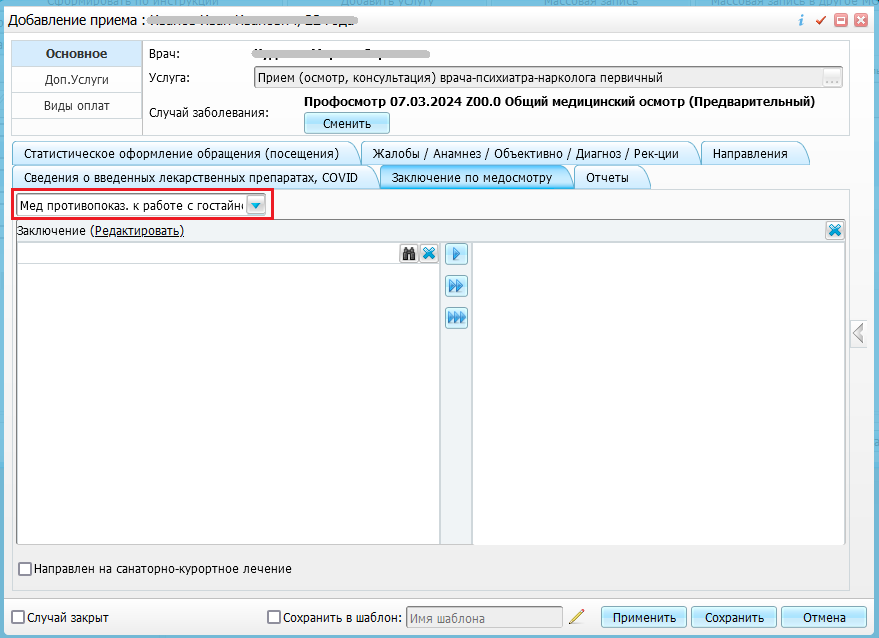 Добавление приема :
Основное
Доп.Услуги
Виды оплат
Врач:
Услуга: Прием (осмотр, консультация) врача-психиатра-нарколога первичный ...
Случай заболевания: Профосмотр 07.03.2024 Z00.0 Общий медицинский осмотр (Предварительный)
Сменить
Статистическое оформление обращения (посещения) Жалобы / Анамнез / Объективно / Диагноз / Рек-ции Направления
Сведения о введенных лекарственных препаратах, COVID Заключение по медосмотру Отчеты
Мед противопоказ. к работе с гостайн
Заключение (Редактировать)
Направлен на санаторно-курортное лечение
Случай закрыт Сохранить в шаблон: Имя шаблона Применить Сохранить Отмена